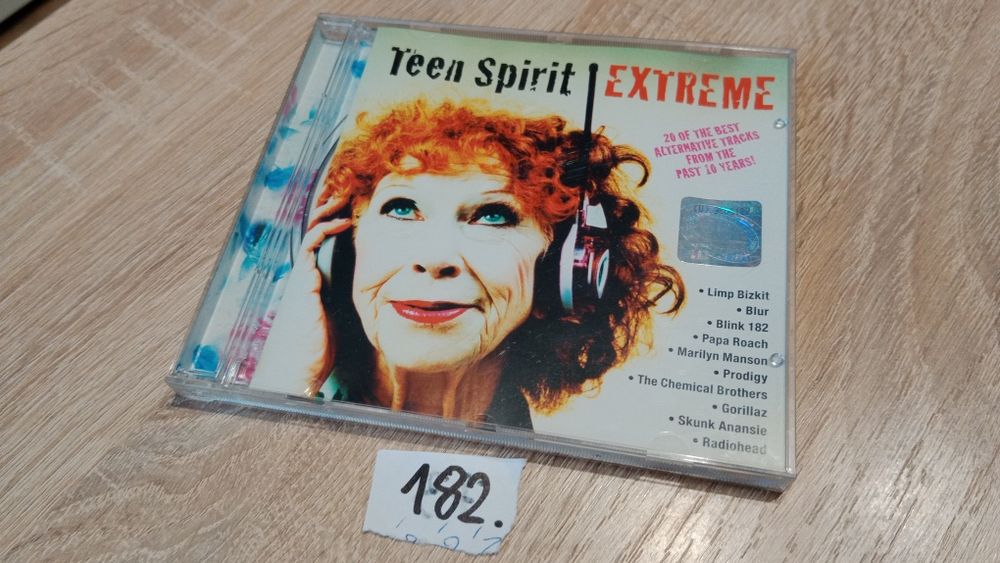 Teen Spirit EXTREME
20 OF THE BEST
ALTERNATIVE TRACKS
FROM THE
PAST 10 YEARS!
• Limp Bizkit
• Blur
• Blink 182
• Papa Roach
• Marilyn Manson
• Prodigy
• The Chemical Brothers
• Gorillaz
• Skunk Anansie
• Radiohead
182.